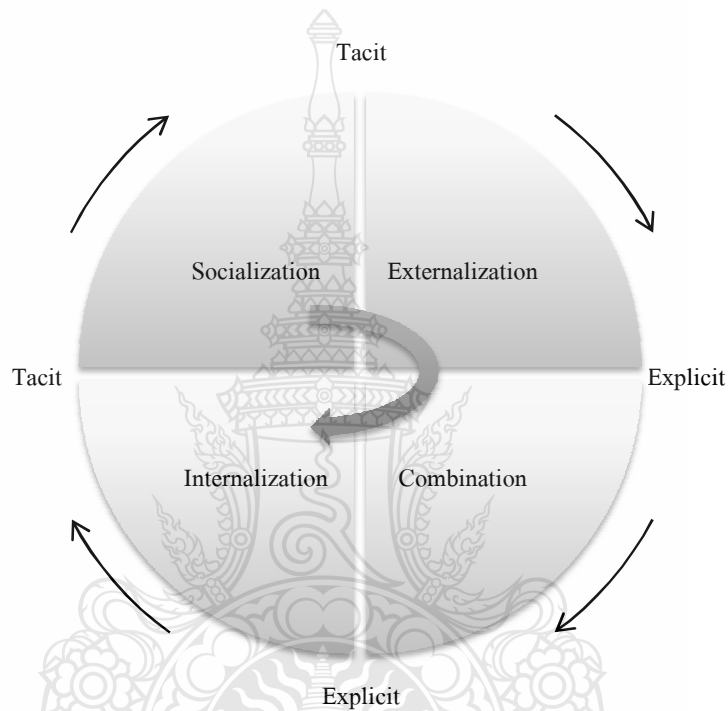 Tacit
Socialization
Externalization
Tacit
Explicit
Internalization
Combination
Explicit